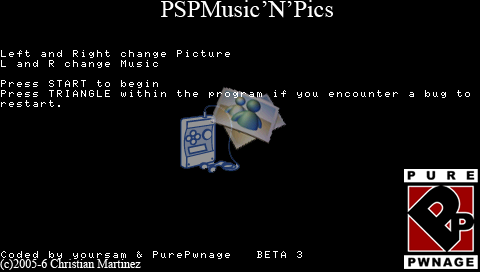 PSPMusic'N'Pics
Left and Right change Picture
L and R change Music
Press START to begin
Press TRIANGLE within the program if you encounter a bug to
restart.
PURE
PWNAGE
Coded by yoursam & PurePwnage BETA 3
(c)2005-6 Christian Martinez